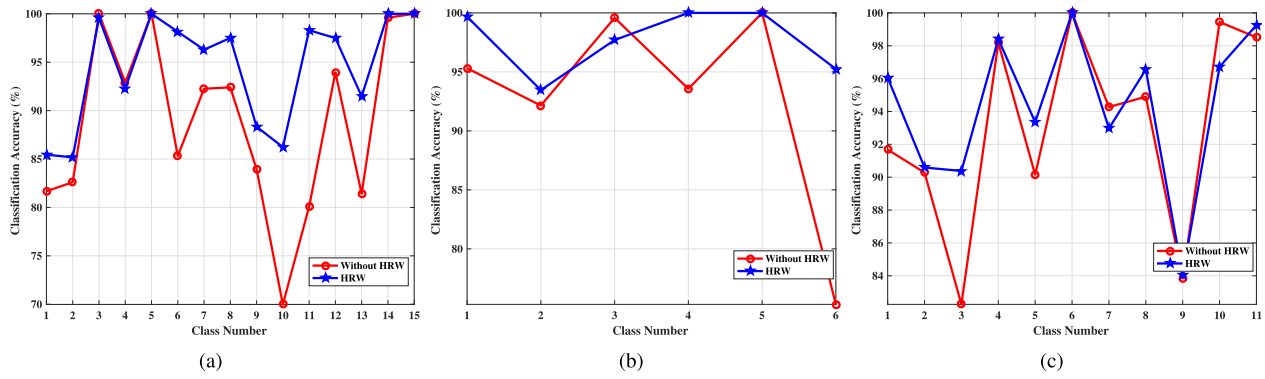 100
95
90
85
80
75
70
Classification Accuracy (%)
1 2 3 4 5 6 7 8 9 10 11 12 13 14 15
Class Number
Without HRW
HRW
(a)
100
95
90
85
80
Classification Accuracy (%)
1 2 3 4 5 6
Class Number
Without HRW
HRW
(b)
100
98
96
94
92
90
88
86
84
Classification Accuracy (%)
1 2 3 4 5 6 7 8 9 10 11
Class Number
Without HRW
HRW
(c)